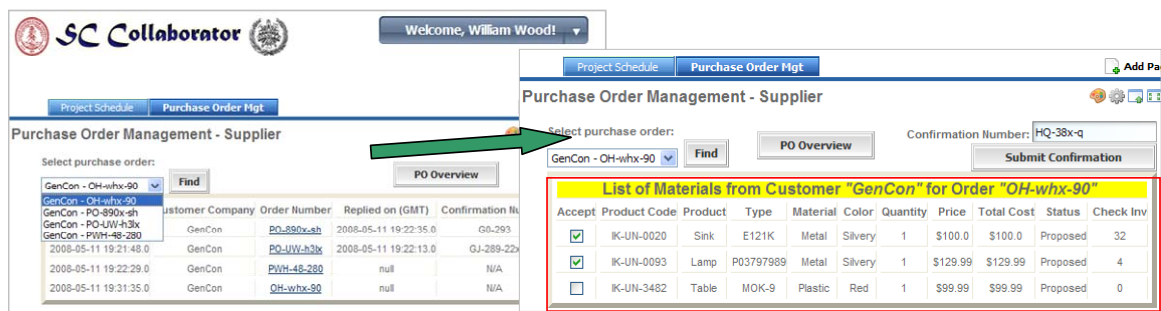 SC Collaborator
Welcome, William Wood!
Project Schedule Purchase Order Mgt
Purchase Order Management - Supplier
Select purchase order:
GenCon - OH-whx-90 Find PO Overview
GenCon - OH-whx-90
GenCon - PO-890x-sh
GenCon - PO-UW-h3lx
GenCon - PWH-48-280
ustomer Company Order Number Replied on (GMT) Confirmation Nu
GenCon PO-890x-sh 2008-05-11 19:22:35.0 G0-293
2008-05-11 19:21:48.0 GenCon PO-UW-h3lx 2008-05-11 19:22:13.0 GJ-289-22x
2008-05-11 19:22:29.0 GenCon PWH-48-280 null N/A
2008-05-11 19:31:35.0 GenCon OH-whx-90 null N/A
Project Schedule Purchase Order Mgt Add Pa
Purchase Order Management - Supplier
Select purchase order: Confirmation Number: HQ-38x-q
GenCon - OH-whx-90 Find PO Overview Submit Confirmation
List of Materials from Customer "GenCon" for Order "OH-whx-90"
Accept Product Code Product Type Material Color Quantity Price Total Cost Status Check Inv
IK-UN-0020 Sink E121K Metal Silvery 1 $100.0 $100.0 Proposed 32
IK-UN-0093 Lamp P03797989 Metal Silvery 1 $129.99 $129.99 Proposed 4
IK-UN-3482 Table MOK-9 Plastic Red 1 $99.99 $99.99 Proposed 0